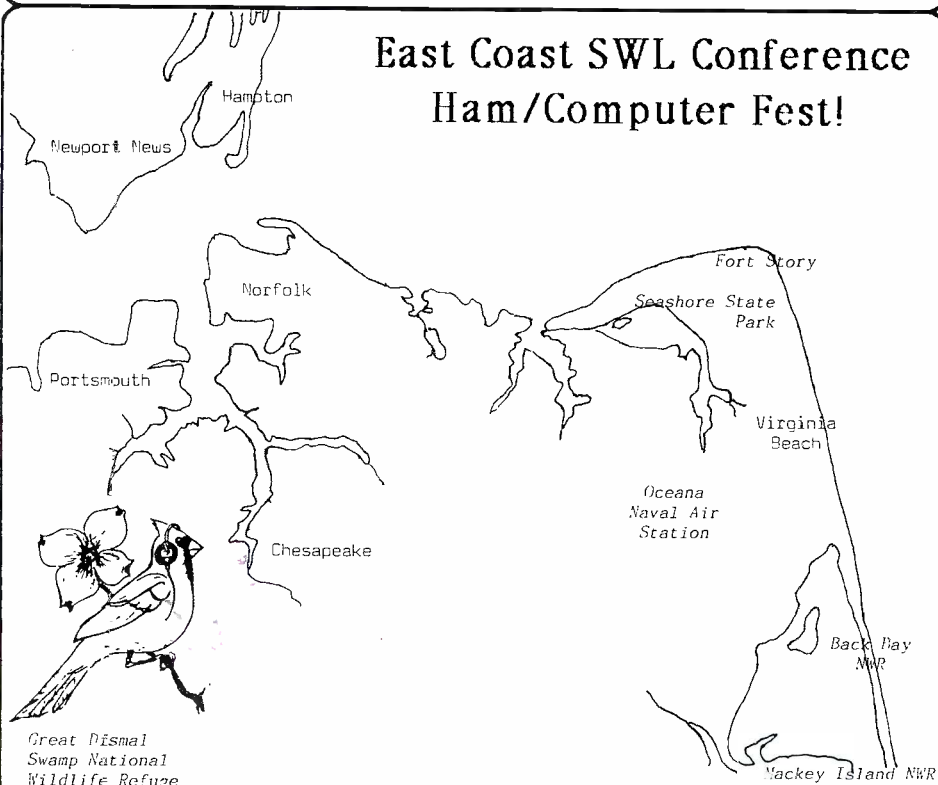 East Coast SWL Conference
Ham/Computer Fest!
Hampton
Newport News
Norfolk
Fort Story
Seashore State
Park
Portsmouth
Virginia
Beach
Oceana
Naval Air
Station
Chesapeake
Back Bay
NWR
Great Dismal
Swamp National
Wildlife Refuge
Mackey Island NWR